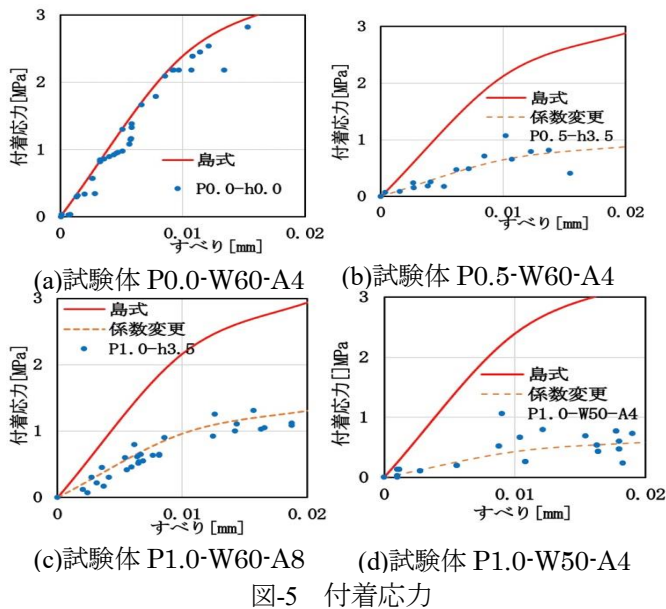 付着応力[MPa]
3
2
1
0
0
0.01
0.02
すべり[mm]
島式
P0.0-h0.0
(a)試験体 P0.0-W60-A4
付着応力[MPa]
3
2
1
0
0
0.01
0.02
すべり[mm]
島式
係数変更
P0.5-h3.5
(b)試験体 P0.5-W60-A4
付着応力[MPa]
3
2
1
0
0
0.01
0.02
すべり[mm]
島式
係数変更
P1.0-h3.5
(c)試験体 P1.0-W60-A8
付着応力[]MPa
3
2
1
0
0
0.01
0.02
すべり[mm]
島式
係数変更
P1.0-W50-A4
(d)試験体 P1.0-W50-A4
図-5 付着応力